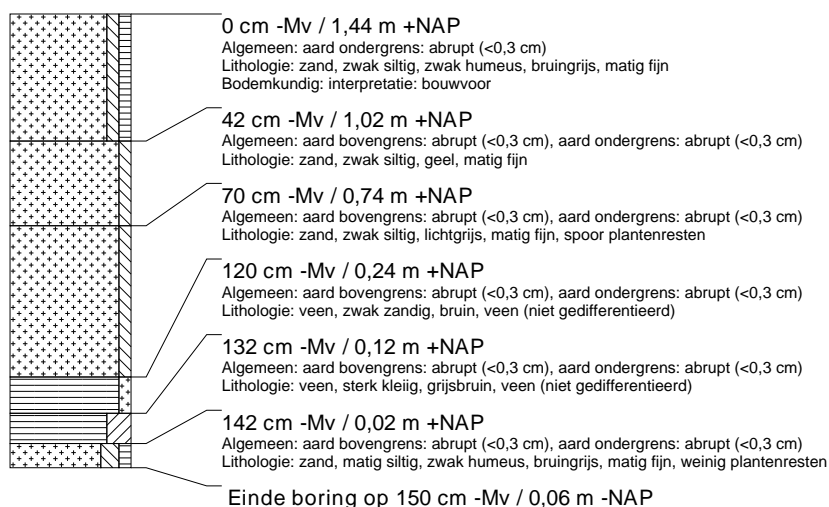 0 cm -Mv / 1,44 m +NAP
Algemeen: aard ondergrens: abrupt (<0,3 cm)
Lithologie: zand, zwak siltig, zwak humeus, bruingrijs, matig fijn
Bodemkundig: interpretatie: bouwvoor
42 cm -Mv / 1,02 m +NAP
Algemeen: aard bovengrens: abrupt (<0,3 cm), aard ondergrens: abrupt (<0,3 cm)
Lithologie: zand, zwak siltig, geel, matig fijn
70 cm -Mv / 0,74 m +NAP
Algemeen: aard bovengrens: abrupt (<0,3 cm), aard ondergrens: abrupt (<0,3 cm)
Lithologie: zand, zwak siltig, lichtgrijs, matig fijn, spoor plantenresten
120 cm -Mv / 0,24 m +NAP
Algemeen: aard bovengrens: abrupt (<0,3 cm), aard ondergrens: abrupt (<0,3 cm)
Lithologie: veen, zwak zandig, bruin, veen (niet gedifferentieerd)
132 cm -Mv / 0,12 m +NAP
Algemeen: aard bovengrens: abrupt (<0,3 cm), aard ondergrens: abrupt (<0,3 cm)
Lithologie: veen, sterk kleiig, grijsbruin, veen (niet gedifferentieerd)
142 cm -Mv / 0,02 m +NAP
Algemeen: aard bovengrens: abrupt (<0,3 cm), aard ondergrens: abrupt (<0,3 cm)
Lithologie: zand, matig siltig, zwak humeus, bruingrijs, matig fijn, weinig plantenresten
Einde boring op 150 cm -Mv / 0,06 m -NAP